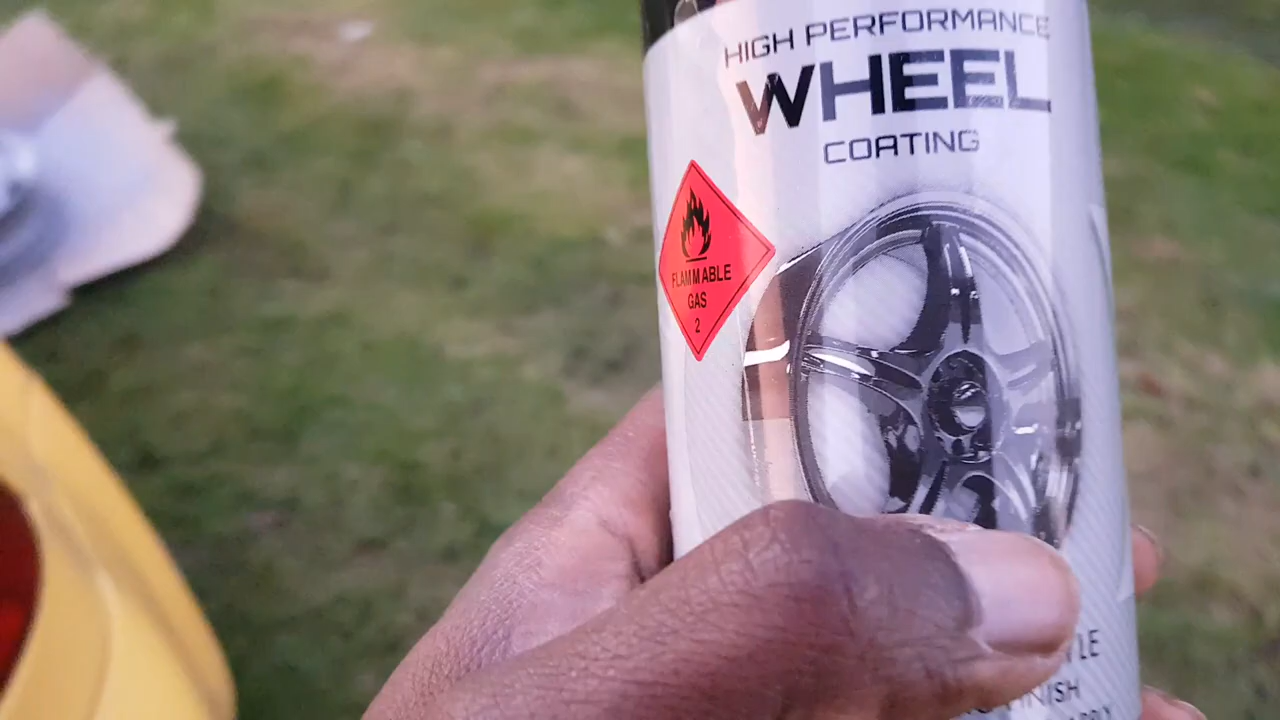 HIGH PERFORMANCE
WHEEL
COATING
FLAMMABLE
GAS
2